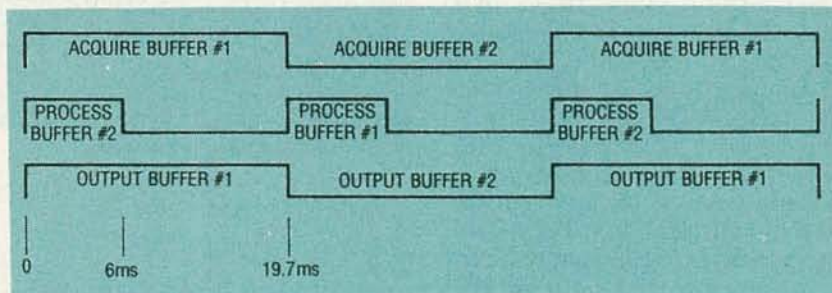 ACQUIRE BUFFER #1 ACQUIRE BUFFER #2 ACQUIRE BUFFER #1
PROCESS PROCESS PROCESS
BUFFER #2 BUFFER #1 BUFFER #2
OUTPUT BUFFER #1 OUTPUT BUFFER #2 OUTPUT BUFFER #1
0 6ms 19.7ms